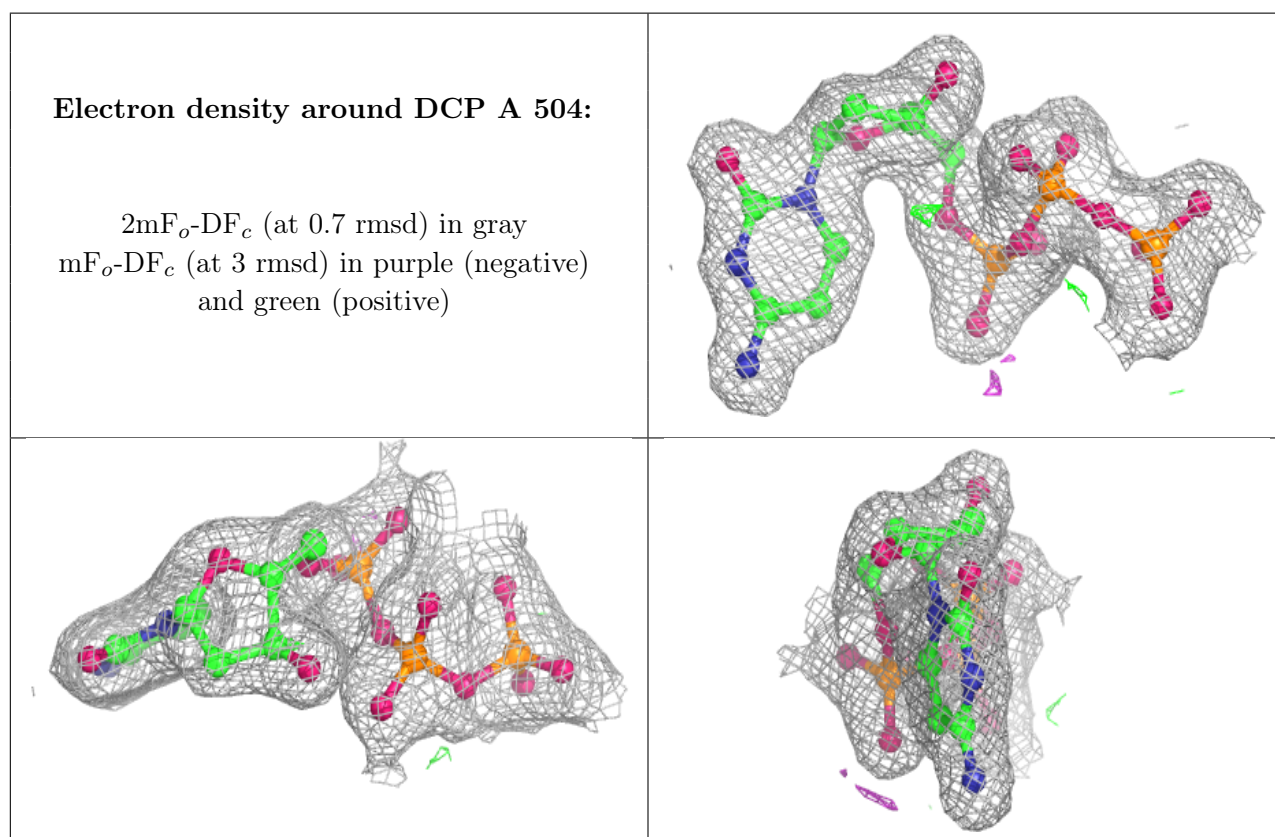 Electron density around DCP A 504:
2mFo-DFc (at 0.7 rmsd) in gray
mFo-DFc (at 3 rmsd) in purple (negative)
and green (positive)